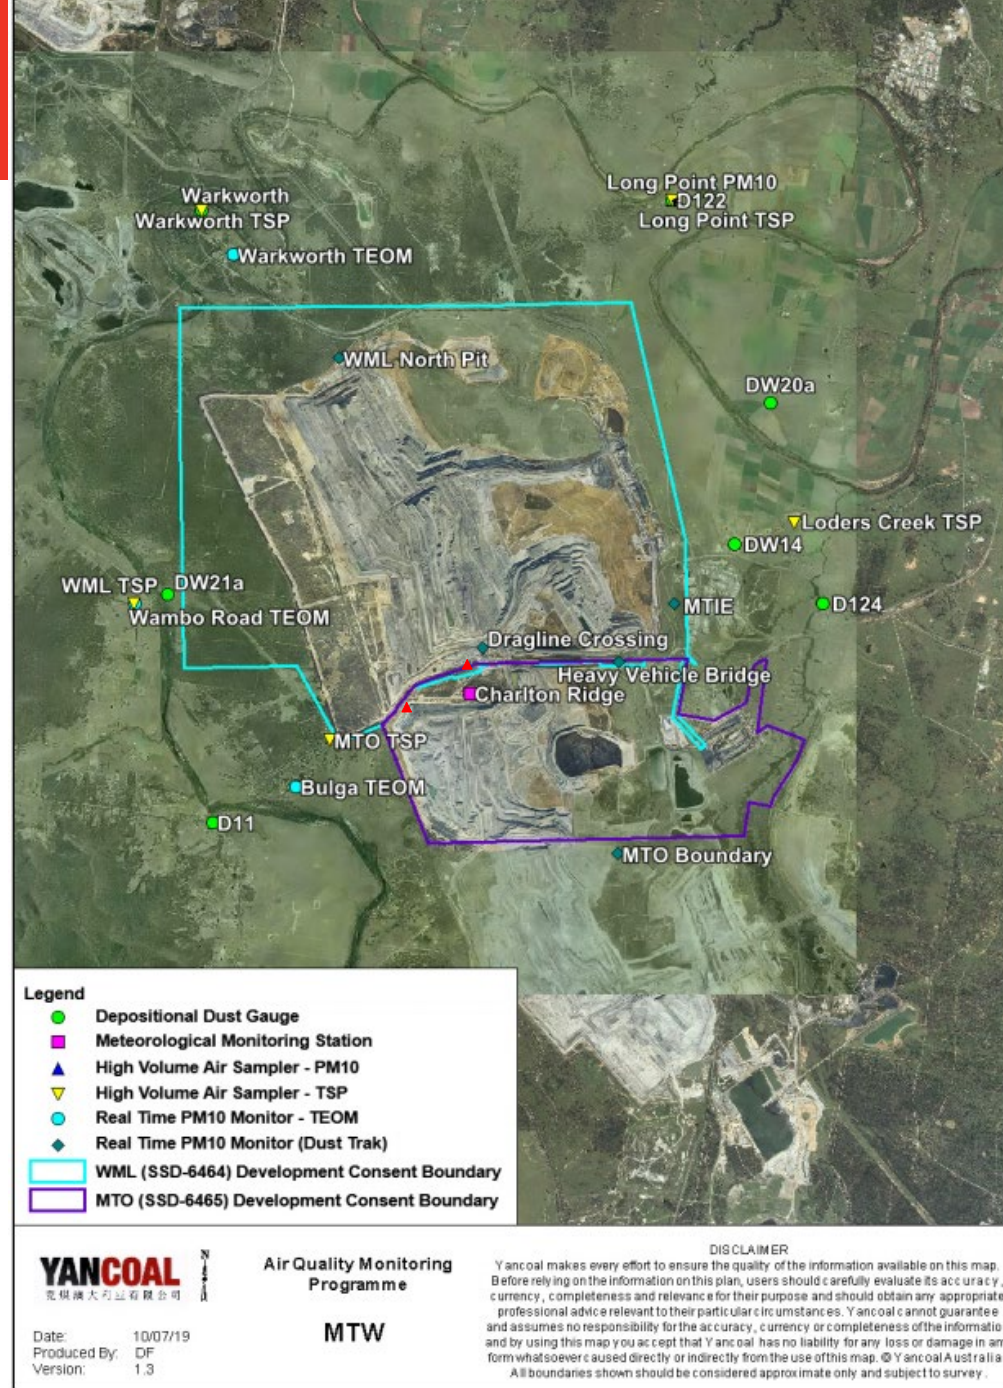 Warkworth
Warkworth TSP
Warkworth TEOM
Long Point PM10
D122
Long Point TSP
WML North Pit
DW20a
Loders Creek TSP
DW14
WML TSP
DW21a
Wambo Road TEOM
MTIE
D124
Dragline Crossing
Heavy Vehicle Bridge
Charlton Ridge
MTO TSP
Bulga TEOM
D11
MTO Boundary
Legend
Depositional Dust Gauge
Meteorological Monitoring Station
High Volume Air Sampler - PM10
High Volume Air Sampler - TSP
Real Time PM10 Monitor - TEOM
Real Time PM10 Monitor (Dust Trak)
WML (SSD-6464) Development Consent Boundary
MTO (SSD-6465) Development Consent Boundary
YANCOAL
Date: 10/07/19
Produced By: DF
Version: 1.3
Air Quality Monitoring
Programme
MTW
DISCLAIMER
Yancoal makes every effort to ensure the quality of the information available on this map.
Before relying on the information on this plan, users should carefully evaluate its accuracy,
currency, completeness and relevance for their purpose and should obtain any appropriate
professional advice relevant to their particular circumstances. Yancoal cannot guarantee
and assumes no responsibility for the accuracy, currency or completeness of the informatio
and by using this map you accept that Yancoal has no liability for any loss or damage in an
form whatsoever caused directly or indirectly from the use of this map. © Yancoal Australia
All boundaries shown should be considered approximate only and subject to survey.